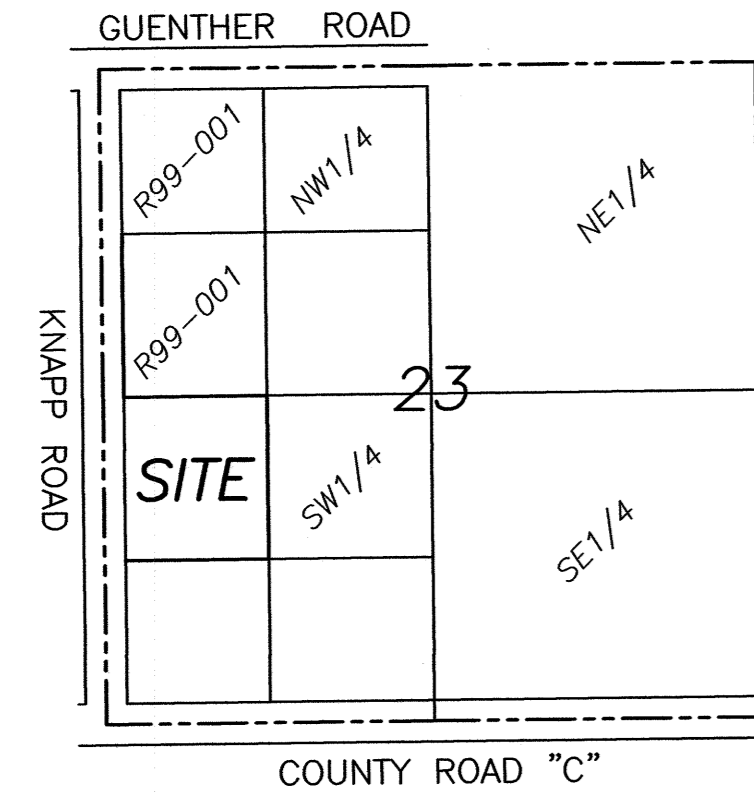 GUENTHER ROAD
R99-001
NW1/4
NE1/4
R99-001
KNAPP ROAD
23
SITE
SW1/4
SE1/4
COUNTY ROAD "C"